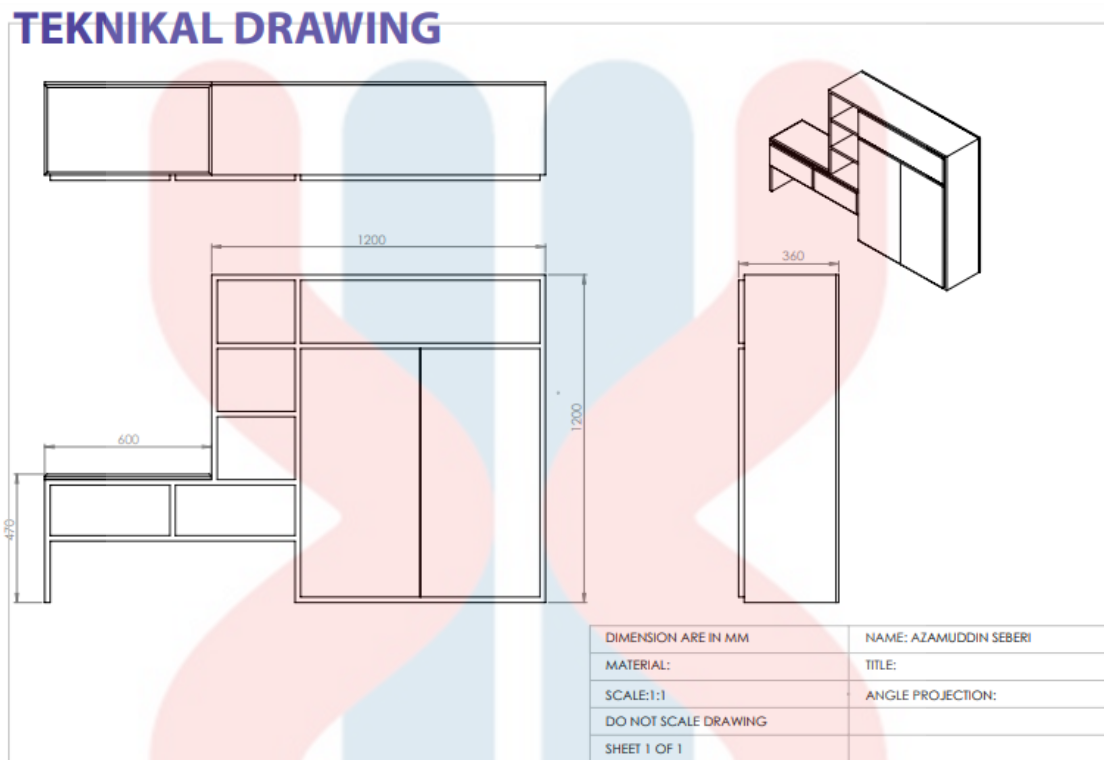 TEKNIKAL DRAWING
1200
360
600
1200
470
DIMENSION ARE IN MM
NAME: AZAMUDDIN SEBERI
MATERIAL:
TITLE:
SCALE:1:1
ANGLE PROJECTION:
DO NOT SCALE DRAWING
SHEET 1 OF 1